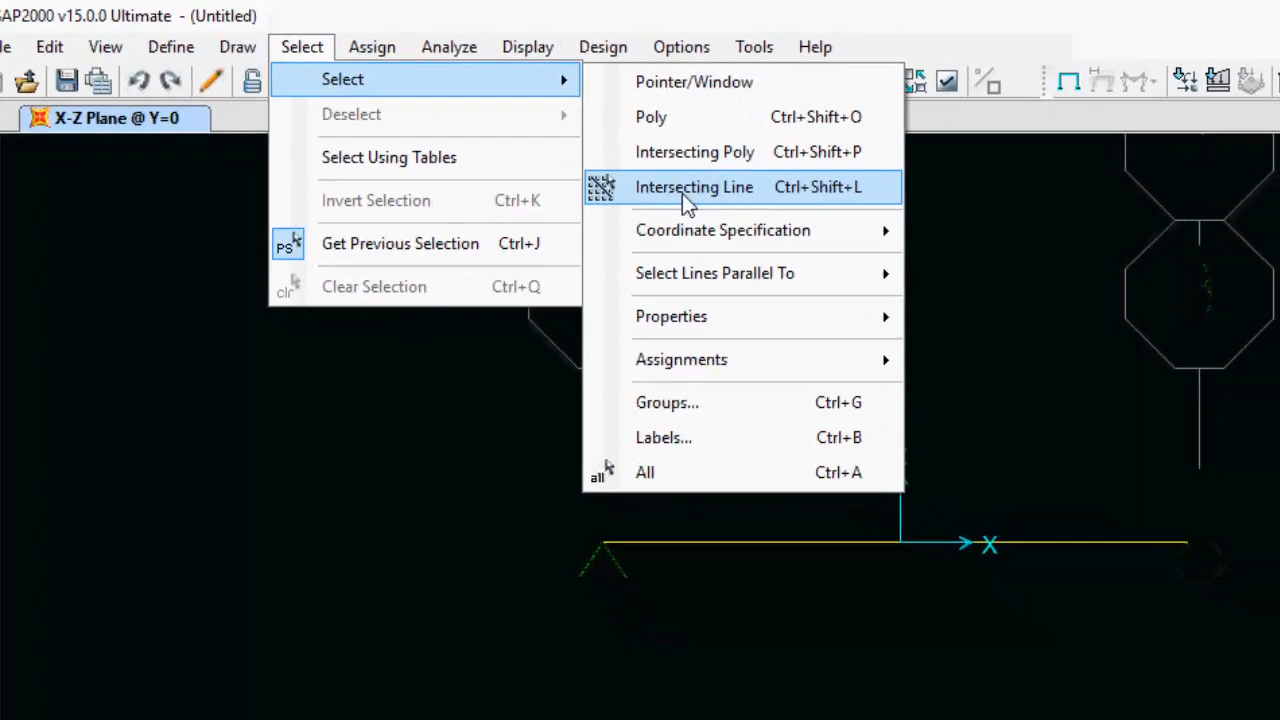 SAP2000 v15.0.0 Ultimate - (Untitled)
le Edit View Define Draw Select Assign Analyze Display Design Options Tools Help
X-Z Plane @ Y=0
Select
Deselect
Select Using Tables
Invert Selection Ctrl+K
PS Get Previous Selection Ctrl+J
clr Clear Selection Ctrl+Q
Pointer/Window
Poly Ctrl+Shift+O
Intersecting Poly Ctrl+Shift+P
Intersecting Line Ctrl+Shift+L
Coordinate Specification
Select Lines Parallel To
Properties
Assignments
Groups... Ctrl+G
Labels... Ctrl+B
all All Ctrl+A
X